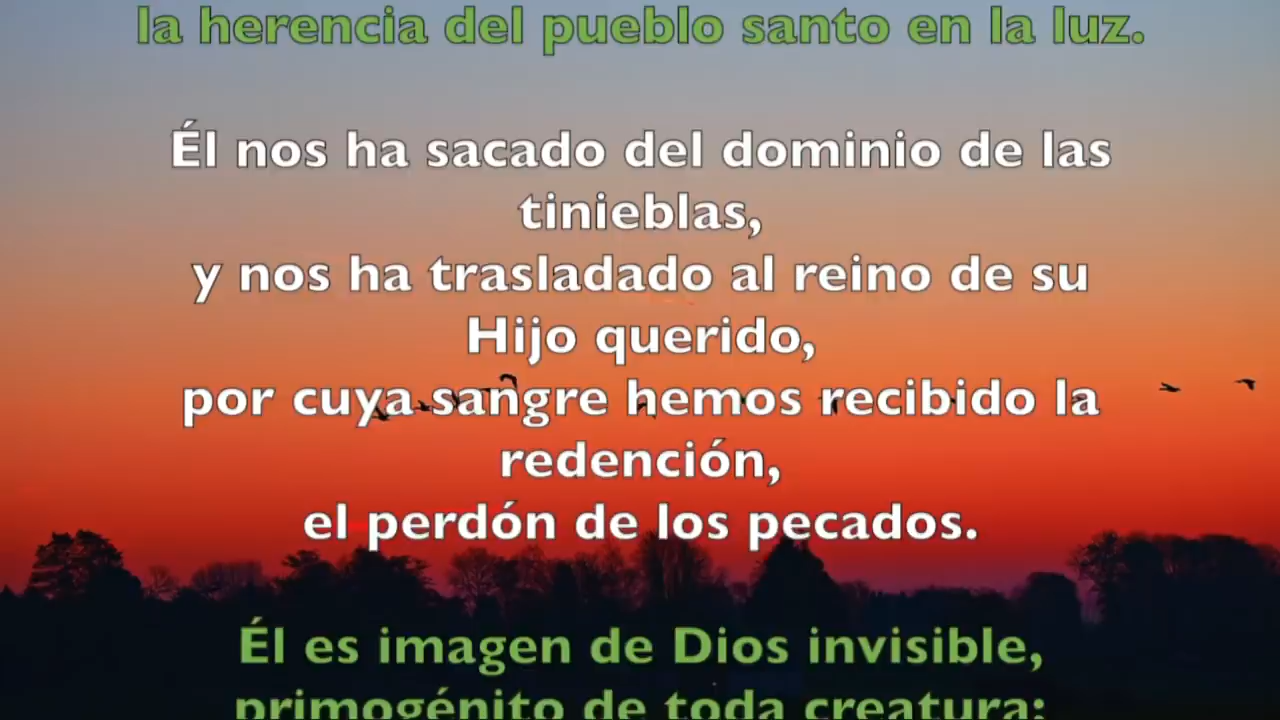 la herencia del pueblo santo en la luz.
Él nos ha sacado del dominio de las
tinieblas,
y nos ha trasladado al reino de su
Hijo querido,
por cuya sangre hemos recibido la
redención,
el perdón de los pecados.
Él es imagen de Dios invisible,
primogénito de toda creatura;